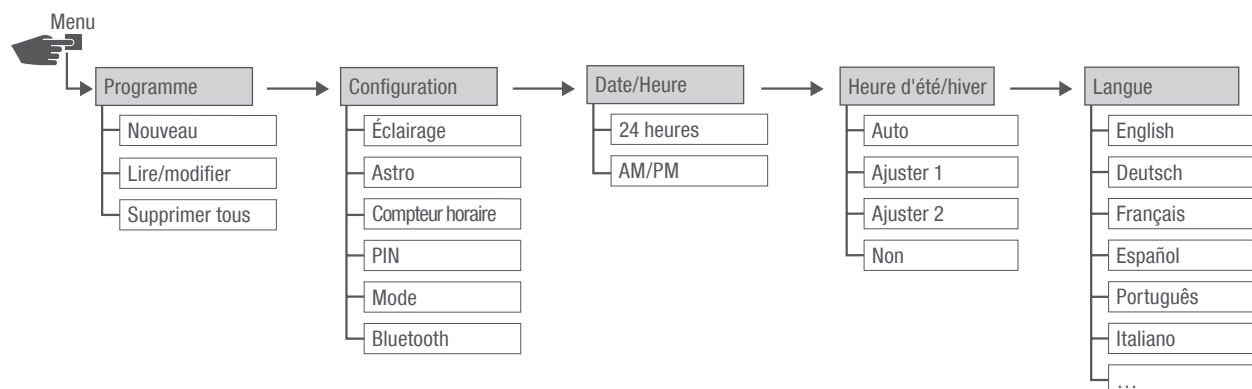 Menu
Programme
Nouveau
Lire/modifier
Supprimer tous
Configuration
Éclairage
Astro
Compteur horaire
PIN
Mode
Bluetooth
Date/Heure
24 heures
AM/PM
Heure d'été/hiver
Auto
Ajuster 1
Ajuster 2
Non
Langue
English
Deutsch
Français
Español
Português
Italiano
...